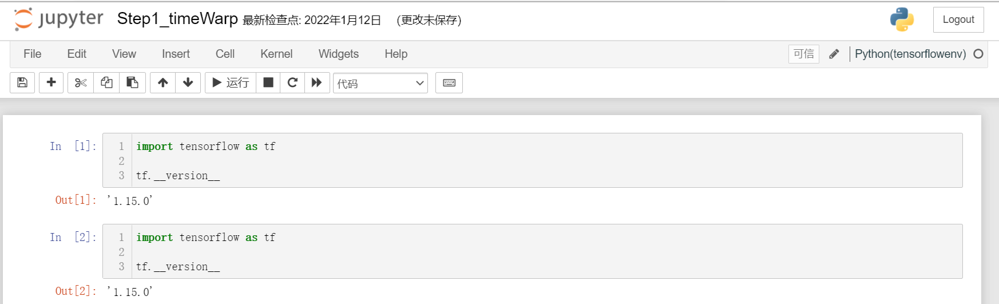 jupyter Step1_timeWarp 最新检查点: 2022年1月12日 (更改未保存) Logout
File Edit View Insert Cell Kernel Widgets Help 可信 Python(tensorflowenv)
运行 代码
In [1]: 1 import tensorflow as tf
2
3 tf.__version__
Out[1]: '1.15.0'
In [2]: 1 import tensorflow as tf
2
3 tf.__version__
Out[2]: '1.15.0'